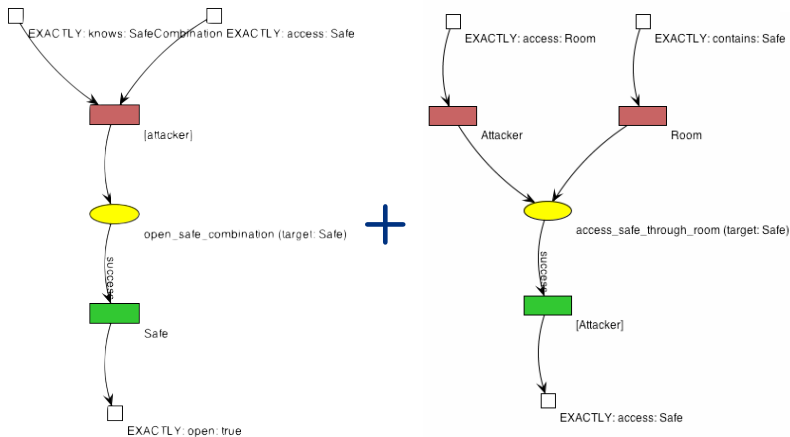 EXACTLY: knows: SafeCombination
EXACTLY: access: Safe
[attacker]
open_safe_combination (target: Safe)
success
Safe
EXACTLY: open: true
EXACTLY: access: Room
EXACTLY: contains: Safe
Attacker
Room
access_safe_through_room (target: Safe)
success
[Attacker]
EXACTLY: access: Safe